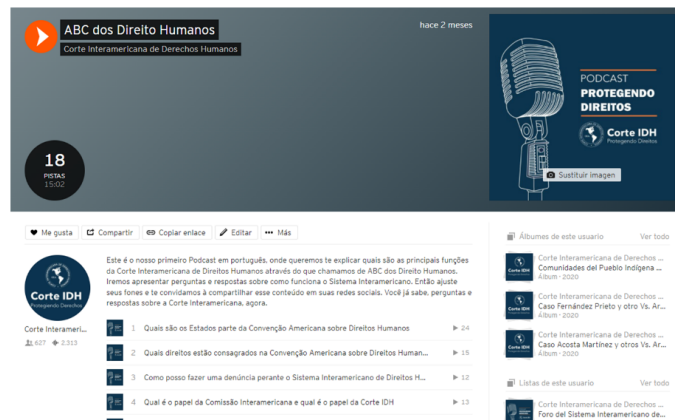 ABC dos Direito Humanos
Corte Interamericana de Derechos Humanos
hace 2 meses
18
PISTAS
15:02
PODCAST
PROTEGENDO
DIREITOS
Corte IDH
Protegendo Direitos
Sustituir imagen
Me gusta
Compartir
Copiar enlace
Editar
Más
Corte IDH
Protegiendo Derechos
Corte Interameri...
627 2.313
Este é o nosso primeiro Podcast em português, onde queremos te explicar quais são as principais funções
da Corte Interamericana de Direitos Humanos através do que chamamos de ABC dos Direito Humanos.
Iremos apresentar perguntas e respostas sobre como funciona o Sistema Interamericano. Então ajuste
seus fones e te convidamos à compartilhar esse conteúdo em suas redes sociais. Você já sabe, perguntas e
respostas sobre a Corte Interamericana, agora.
1 Quais são os Estados parte da Convenção Americana sobre Direitos Humanos 24
2 Quais direitos estão consagrados na Convenção Americana sobre Direitos Human... 15
3 Como posso fazer uma denúncia perante o Sistema Interamericano de Direitos H... 12
4 Qual é o papel da Comissão Interamericana e qual é o papel da Corte IDH 13
Álbumes de este usuario Ver todo
Corte Interamericana de Derechos ...
Comunidades del Pueblo Indígena ...
Álbum · 2020
Corte Interamericana de Derechos ...
Caso Fernández Prieto y otro Vs. Ar...
Álbum · 2020
Corte Interamericana de Derechos ...
Caso Acosta Martínez y otros Vs. Ar...
Álbum · 2020
Listas de este usuario Ver todo
Corte Interamericana de Derechos ...
Foro del Sistema Interamericano de...